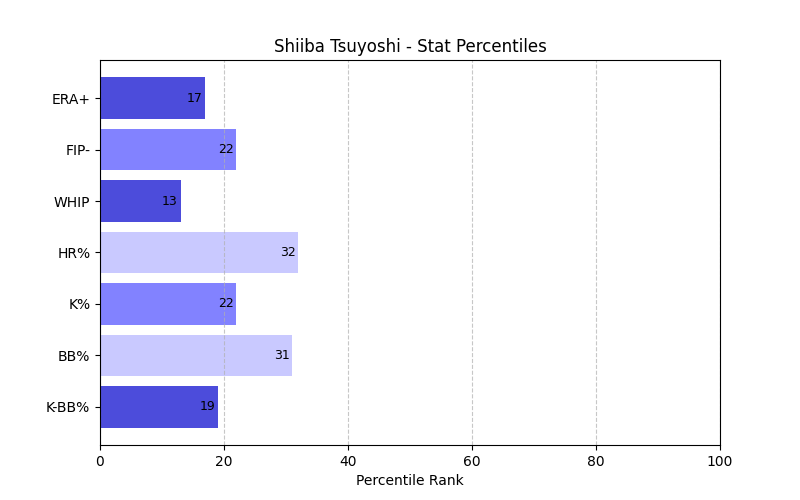 Shiiba Tsuyoshi - Stat Percentiles
ERA+ 17
FIP- 22
WHIP 13
HR% 32
K% 22
BB% 31
K-BB% 19
0 20 40 60 80 100
Percentile Rank